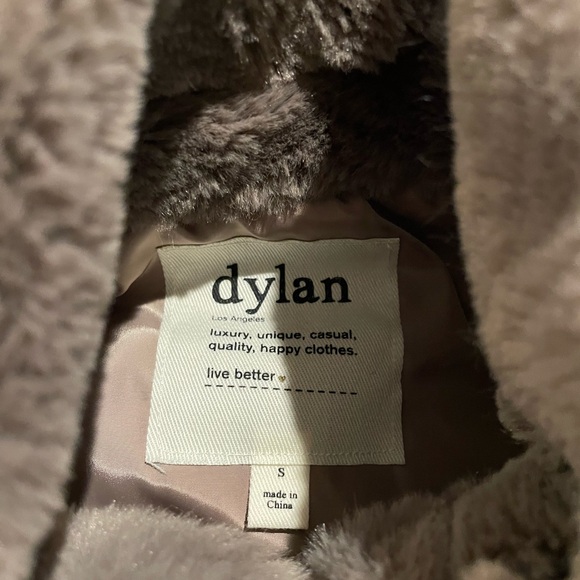 dylan
Los Angeles
luxury, unique, casual,
quality, happy clothes.
live better
S
made in
China